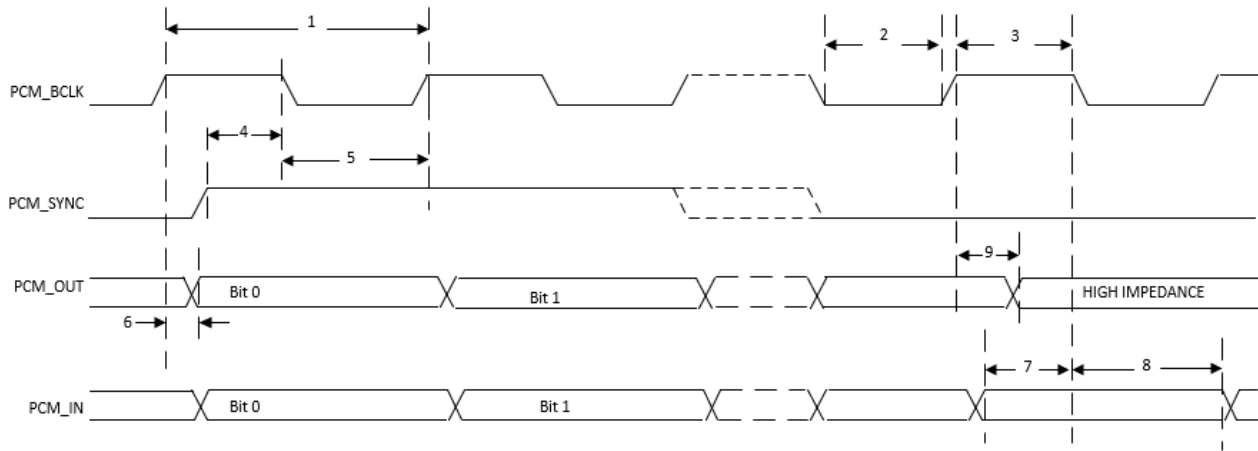 1
2
3
PCM_BCLK
4
5
PCM_SYNC
9
PCM_OUT
Bit 0
Bit 1
HIGH IMPEDANCE
6
7
8
PCM_IN
Bit 0
Bit 1